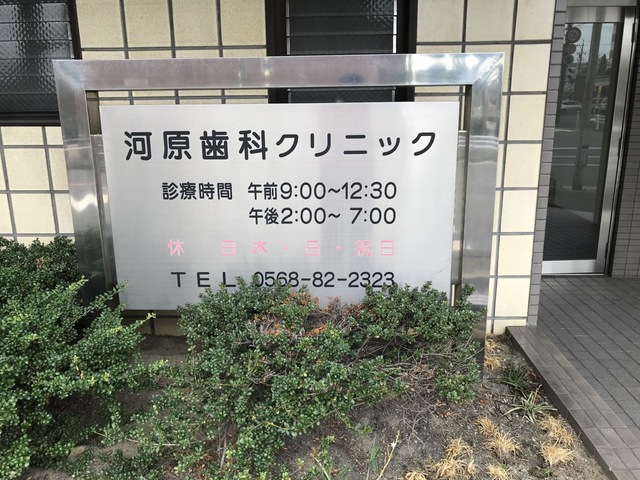 河原歯科クリニック
診療時間 午前9:00〜12:30
午後2:00〜 7:00
休 日 木・日・祝日
TEL 0568-82-2323